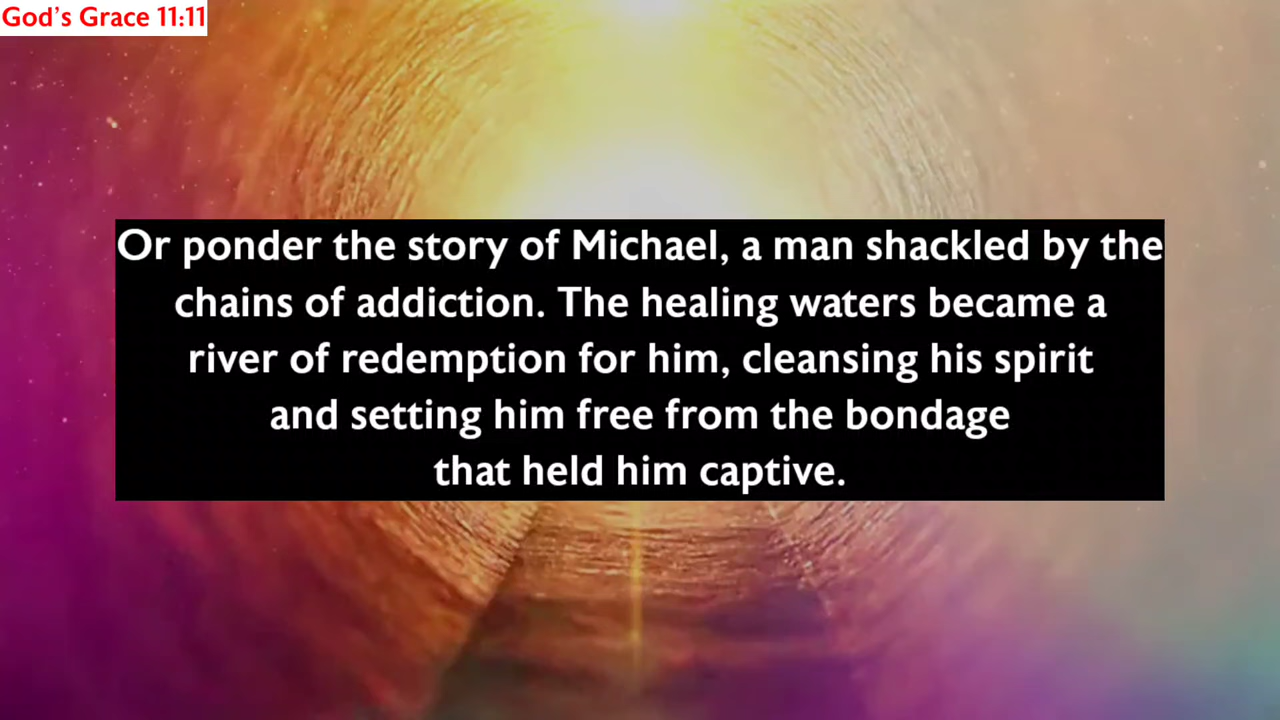 God's Grace 11:11
Or ponder the story of Michael, a man shackled by the
chains of addiction. The healing waters became a
river of redemption for him, cleansing his spirit
and setting him free from the bondage
that held him captive.